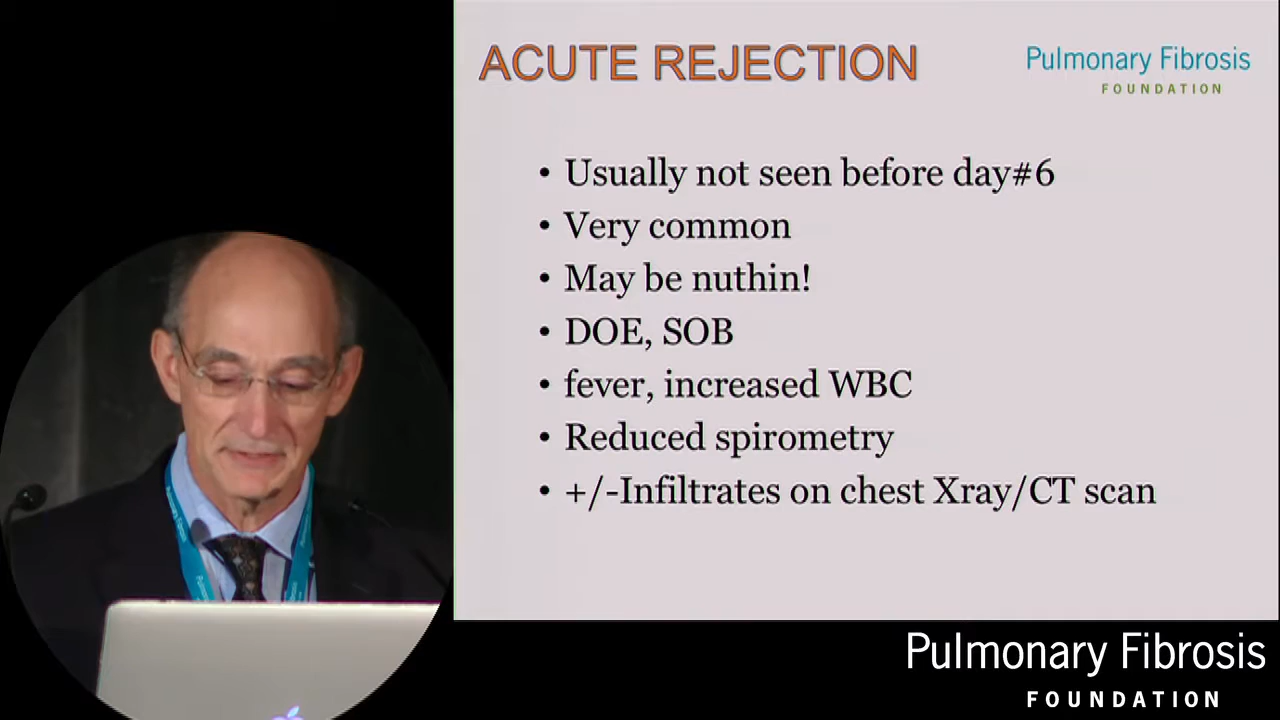 ACUTE REJECTION
Pulmonary Fibrosis
FOUNDATION
• Usually not seen before day#6
• Very common
• May be nuthin!
• DOE, SOB
• fever, increased WBC
• Reduced spirometry
• +/-Infiltrates on chest Xray/CT scan
Pulmonary Fibrosis
FOUNDATION